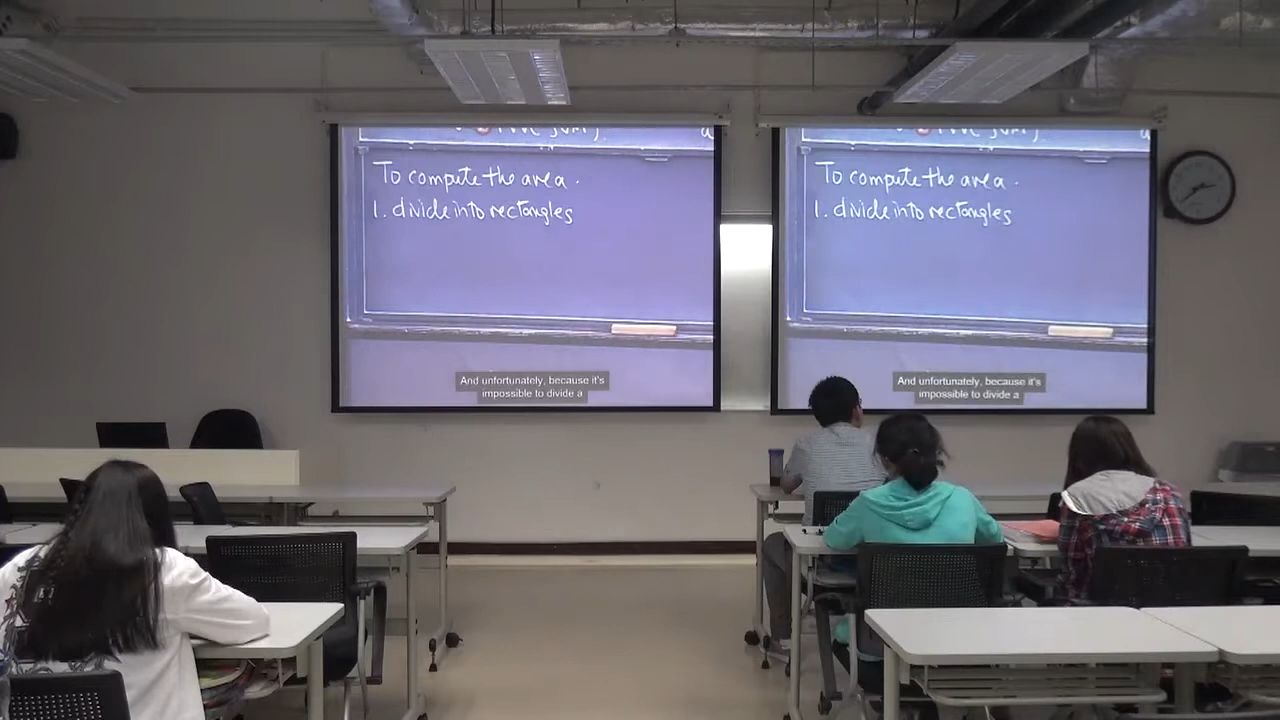 To compute the area.
1. divide into rectangles
And unfortunately, because it's
impossible to divide a
To compute the area.
1. divide into rectangles
And unfortunately, because it's
impossible to divide a